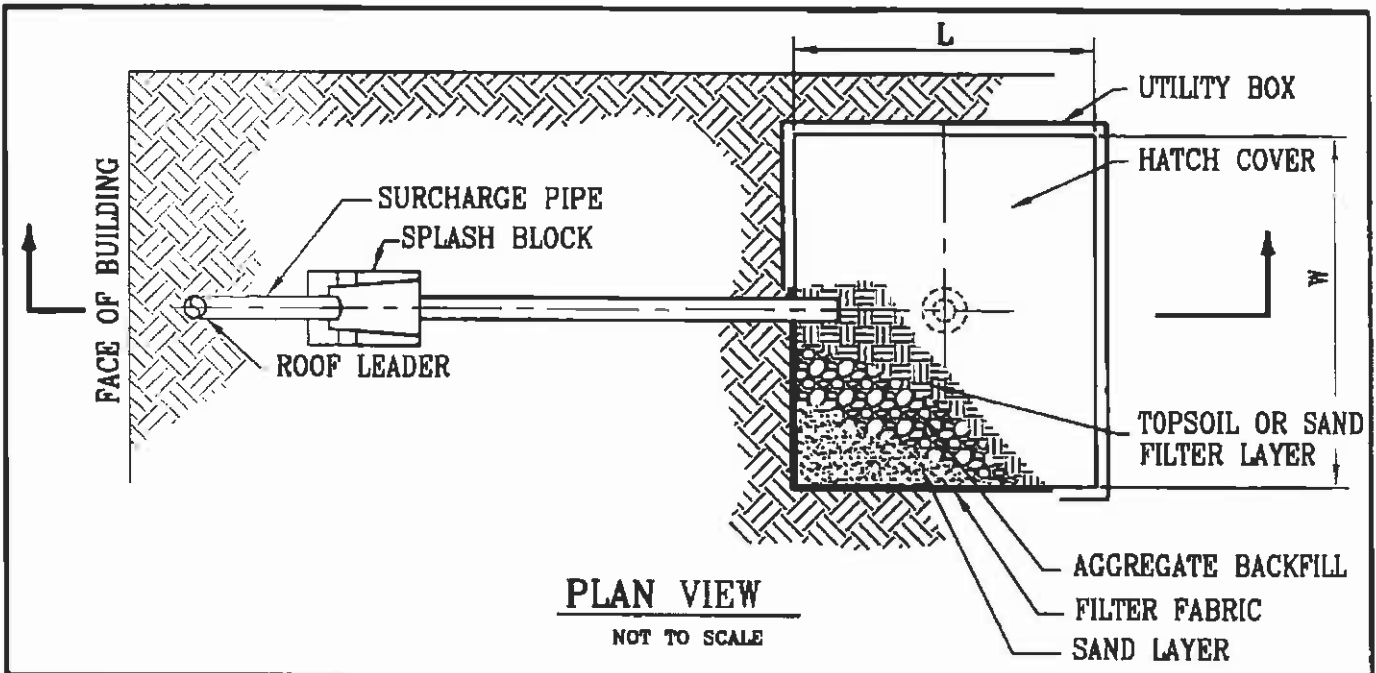 L
UTILITY BOX
HATCH COVER
FACE OF BUILDING
SURCHARGE PIPE
SPLASH BLOCK
W
ROOF LEADER
TOPSOIL OR SAND
FILTER LAYER
AGGREGATE BACKFILL
FILTER FABRIC
SAND LAYER
PLAN VIEW
NOT TO SCALE